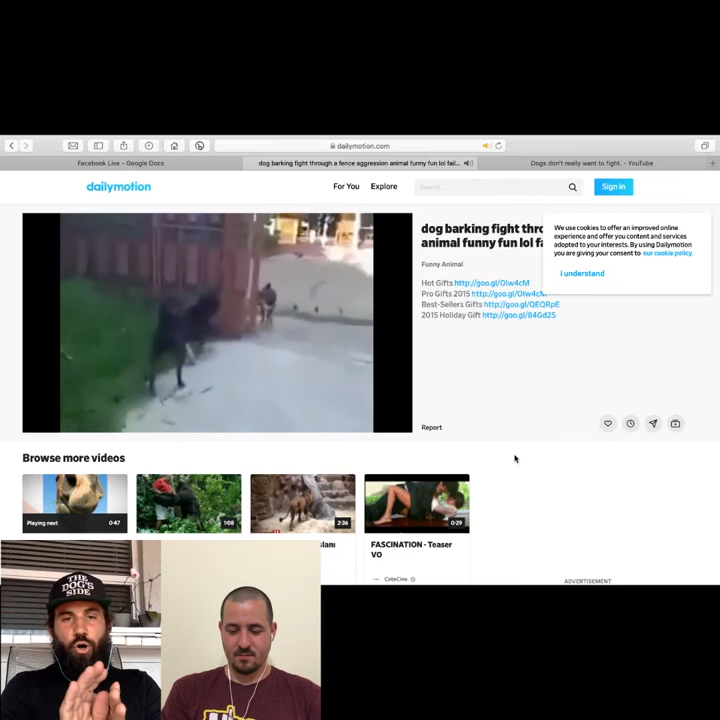 dailymotion.com
Facebook Live - Google Docs
dog barking fight through a fence aggression animal funny fun lol fail...
Dogs don't really want to fight. - YouTube
dailymotion
For You
Explore
Search...
Sign in
dog barking fight thro
animal funny fun lol fa
We use cookies to offer an improved online
experience and offer you content and services
adopted to your interests. By using Dailymotion
you are giving your consent to our cookie policy.
I understand
Funny Animal
Hot Gifts http://goo.gl/OIw4cM
Pro Gifts 2015 http://goo.gl/OIw4cM
Best-Sellers Gifts http://goo.gl/QEQRpE
2015 Holiday Gift http://goo.gl/84Gd2S
Report
Browse more videos
Playing next
0:47
1:08
2:36
0:29
FASCINATION - Teaser
VO
CoteCine
ADVERTISEMENT
THE
DOG'S
SIDE